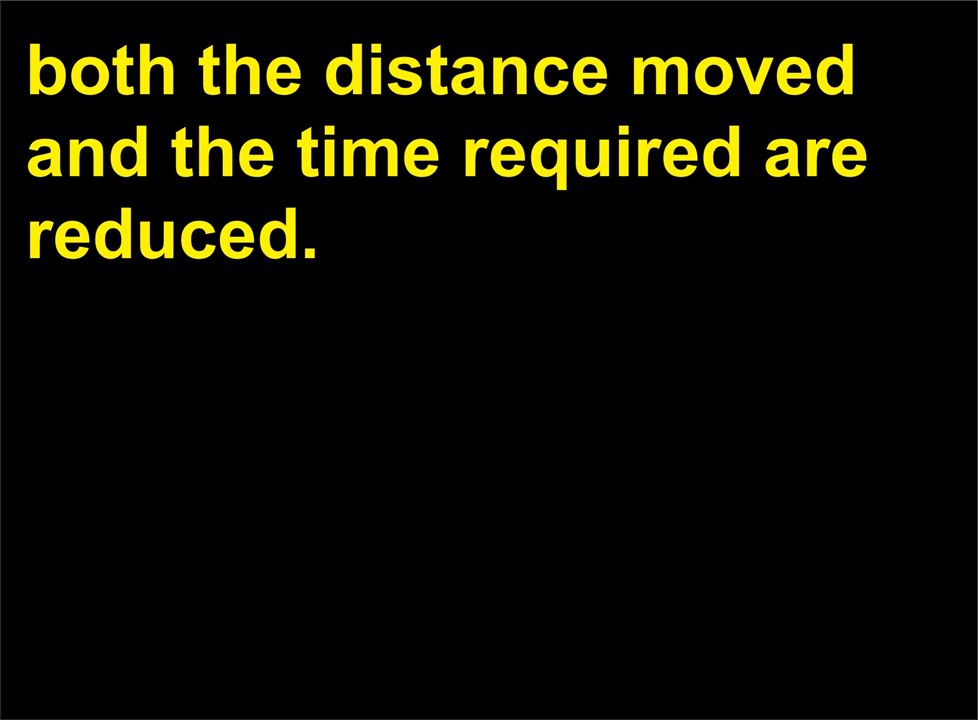 both the distance moved
and the time required are
reduced.